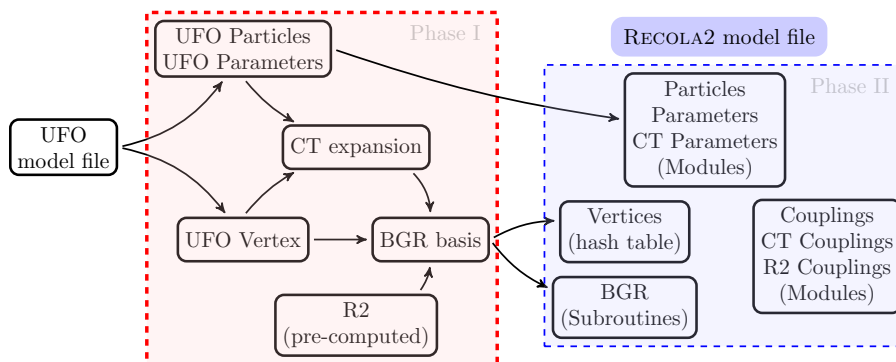 UFO Particles
UFO Parameters
Phase I
RECOLA2 model file
Particles
Parameters
CT Parameters
(Modules)
Phase II
UFO
model file
CT expansion
UFO Vertex
BGR basis
Vertices
(hash table)
Couplings
CT Couplings
R2 Couplings
(Modules)
R2
(pre-computed)
BGR
(Subroutines)